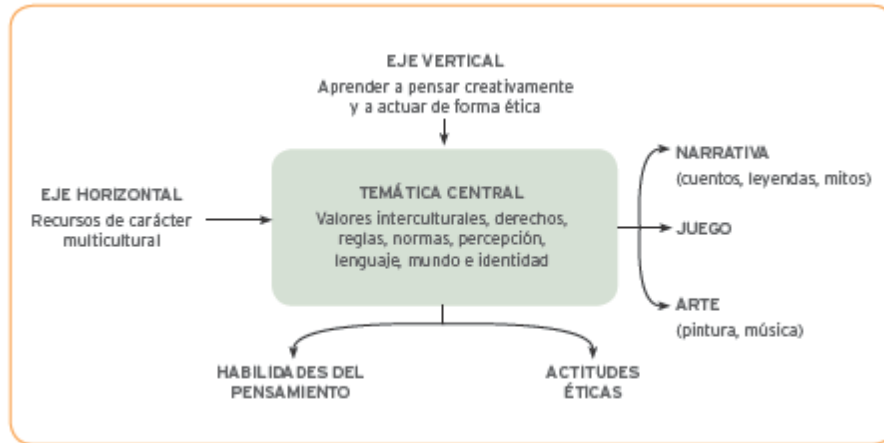 EJE VERTICAL
Aprender a pensar creativamente
y a actuar de forma ética
EJE HORIZONTAL
Recursos de carácter
multicultural
TEMÁTICA CENTRAL
Valores interculturales, derechos,
reglas, normas, percepción,
lenguaje, mundo e identidad
NARRATIVA
(cuentos, leyendas, mitos)
JUEGO
ARTE
(pintura, música)
HABILIDADES DEL
PENSAMIENTO
ACTITUDES
ÉTICAS